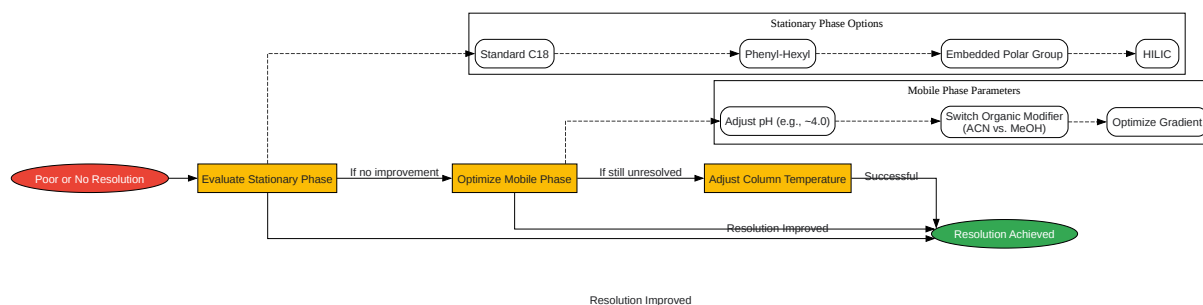 Stationary Phase Options
Standard C18
Phenyl-Hexyl
Embedded Polar Group
HILIC
Mobile Phase Parameters
Adjust pH (e.g., ~4.0)
Switch Organic Modifier
(ACN vs. MeOH)
Optimize Gradient
Poor or No Resolution
Evaluate Stationary Phase
If no improvement
Optimize Mobile Phase
If still unresolved
Adjust Column Temperature
Successful
Resolution Improved
Resolution Achieved
Resolution Improved